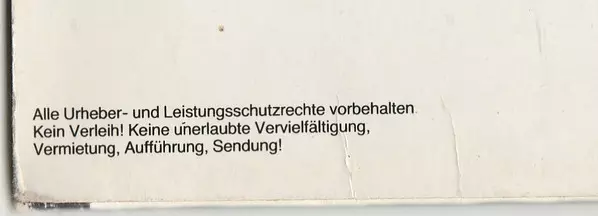 Alle Urheber- und Leistungsschutzrechte vorbehalten.
Kein Verleih! Keine unerlaubte Vervielfältigung,
Vermietung, Aufführung, Sendung!